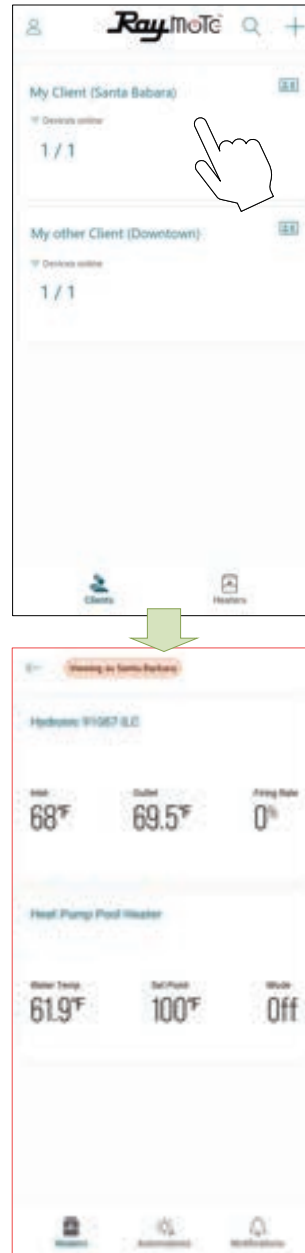 RaymoTe
My Client (Santa Babara)
Devices online
1 / 1
My other Client (Downtown)
Devices online
1 / 1
Clients Heaters
Viewing as Santa Barbara
Hydronic 91087 ILC
Inlet Outlet Firing Rate
68°F 69.5°F 0%
Heat Pump Pool Heater
Water Temp. Set Point Mode
61.9°F 100°F Off
Heaters Automations Notifications